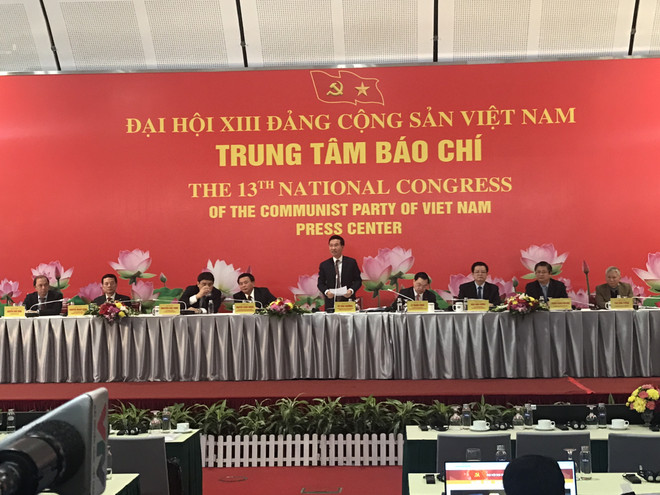 ĐẠI HỘI XIII ĐẢNG CỘNG SẢN VIỆT NAM
TRUNG TÂM BÁO CHÍ
THE 13TH NATIONAL CONGRESS
OF THE COMMUNIST PARTY OF VIET NAM
PRESS CENTER